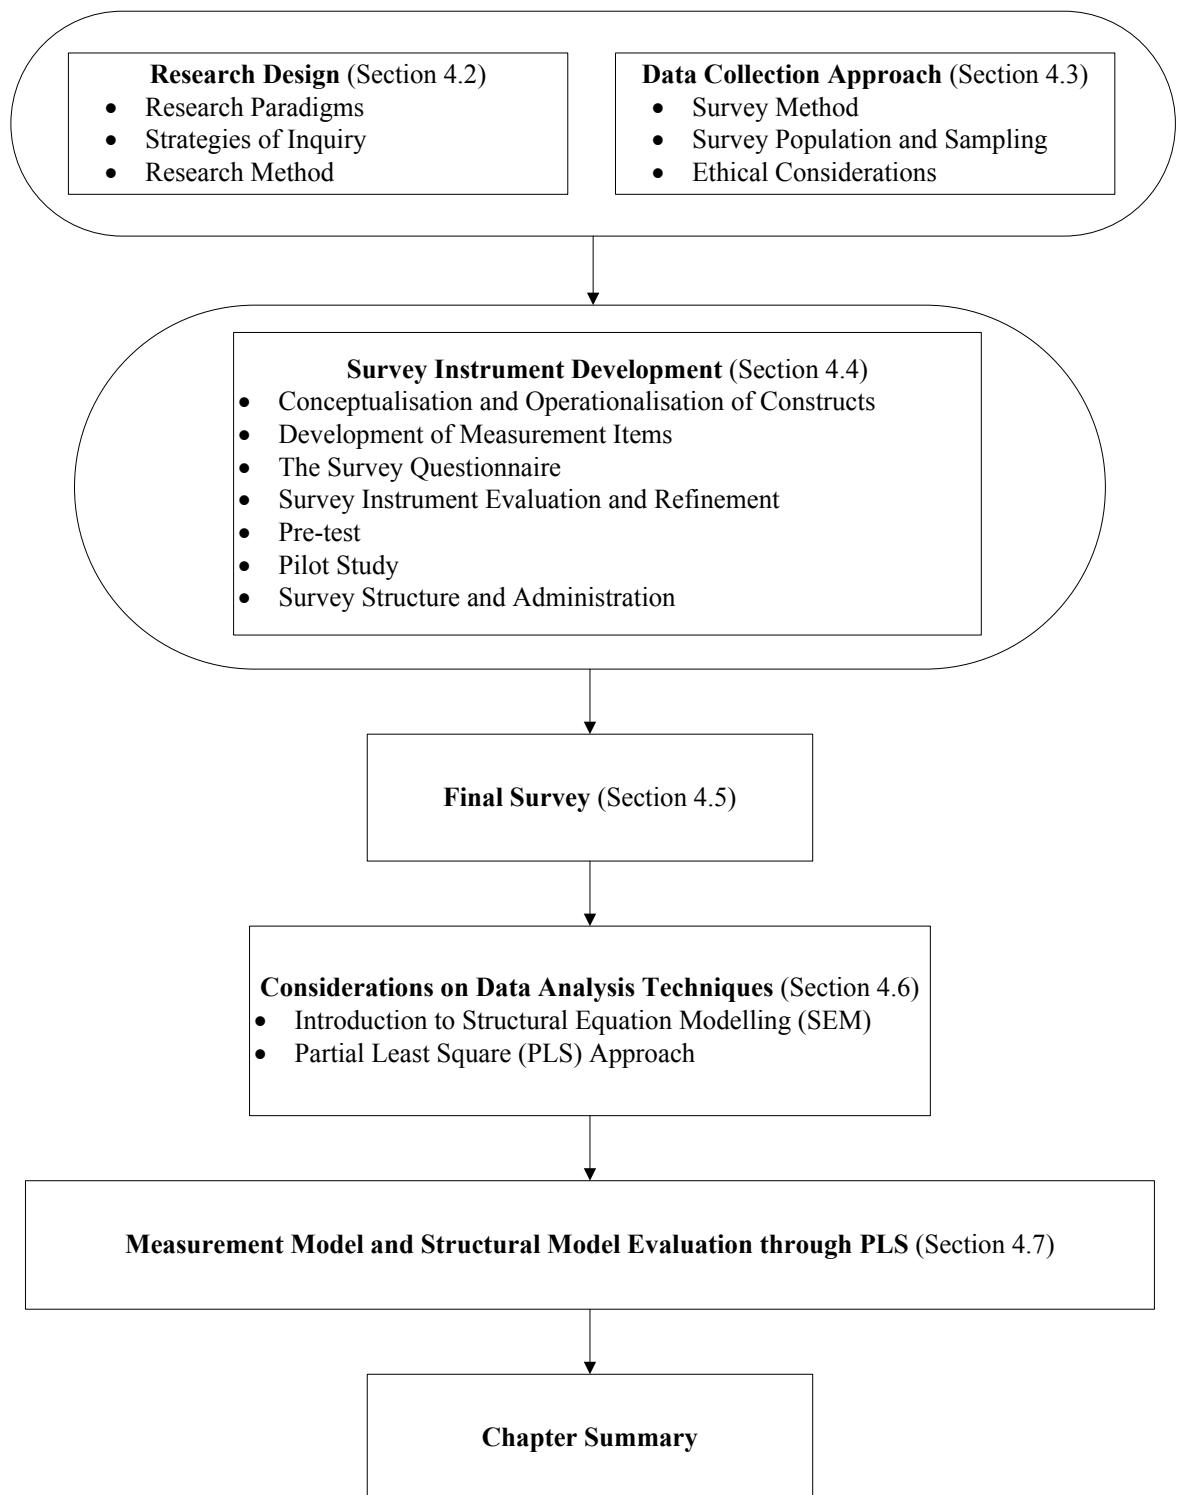 Research Design (Section 4.2)
• Research Paradigms
• Strategies of Inquiry
• Research Method
Data Collection Approach (Section 4.3)
• Survey Method
• Survey Population and Sampling
• Ethical Considerations
Survey Instrument Development (Section 4.4)
• Conceptualisation and Operationalisation of Constructs
• Development of Measurement Items
• The Survey Questionnaire
• Survey Instrument Evaluation and Refinement
• Pre-test
• Pilot Study
• Survey Structure and Administration
Final Survey (Section 4.5)
Considerations on Data Analysis Techniques (Section 4.6)
• Introduction to Structural Equation Modelling (SEM)
• Partial Least Square (PLS) Approach
Measurement Model and Structural Model Evaluation through PLS (Section 4.7)
Chapter Summary